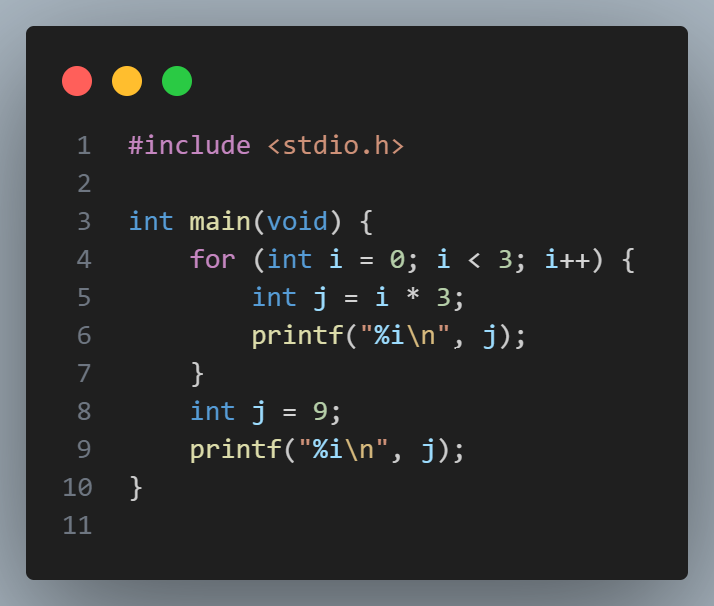 1 #include <stdio.h>
2
3 int main(void) {
4     for (int i = 0; i < 3; i++) {
5         int j = i * 3;
6         printf("%i\n", j);
7     }
8     int j = 9;
9     printf("%i\n", j);
10 }
11